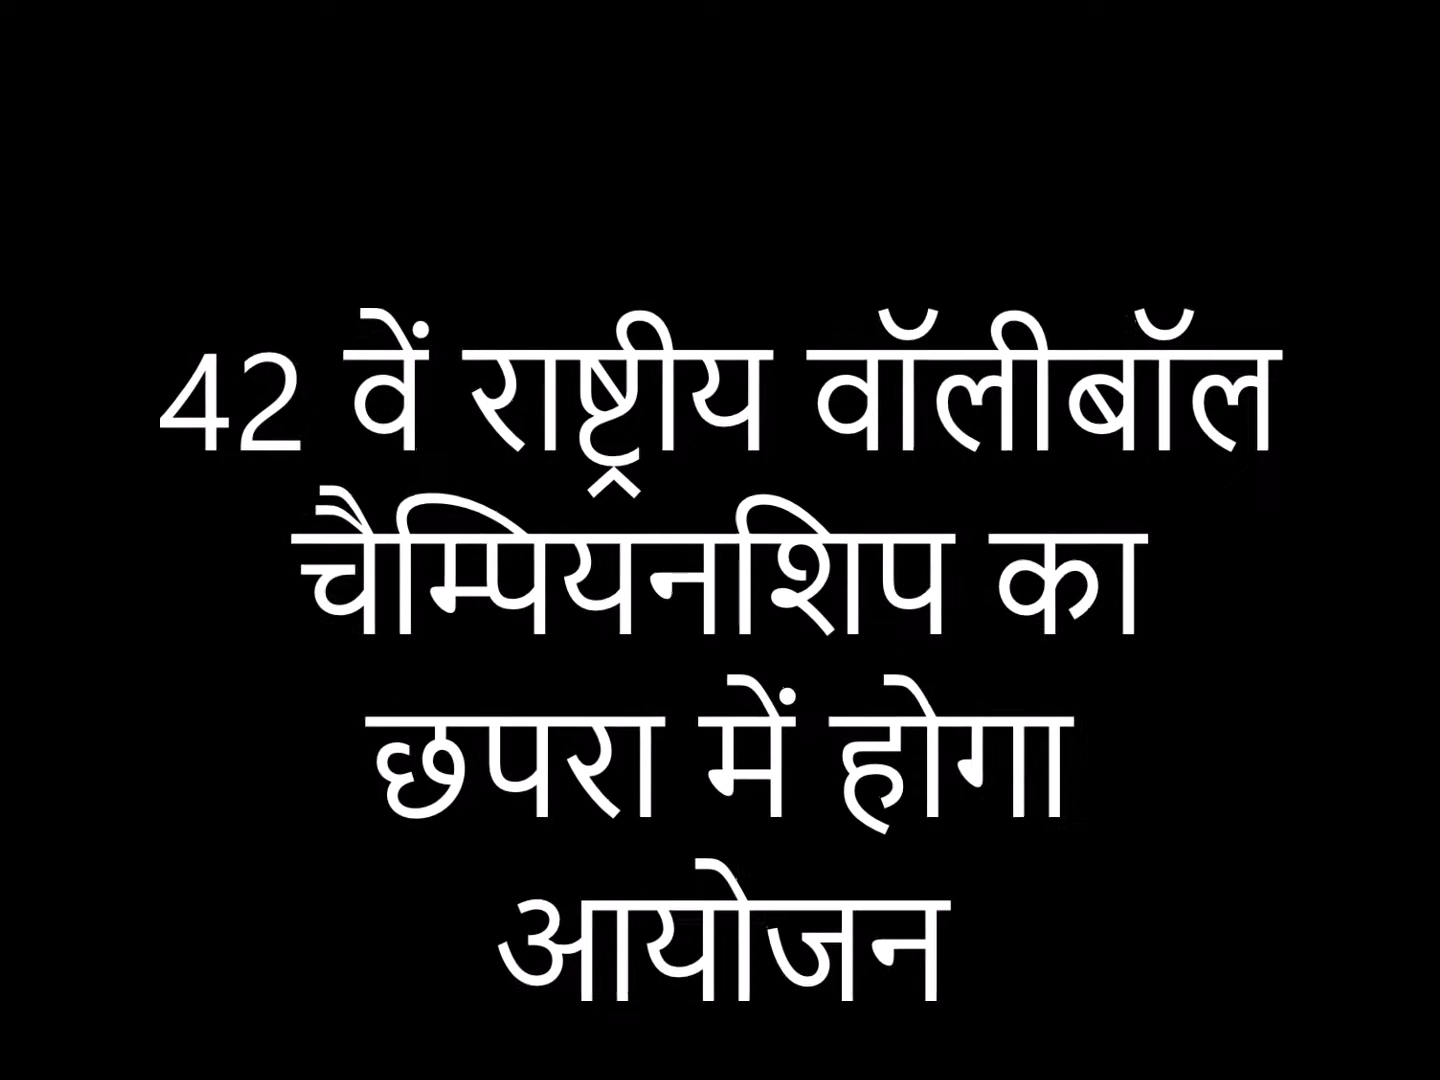 42 वें राष्ट्रीय वॉलीबॉल
चैम्पियनशिप का
छपरा में होगा
आयोजन